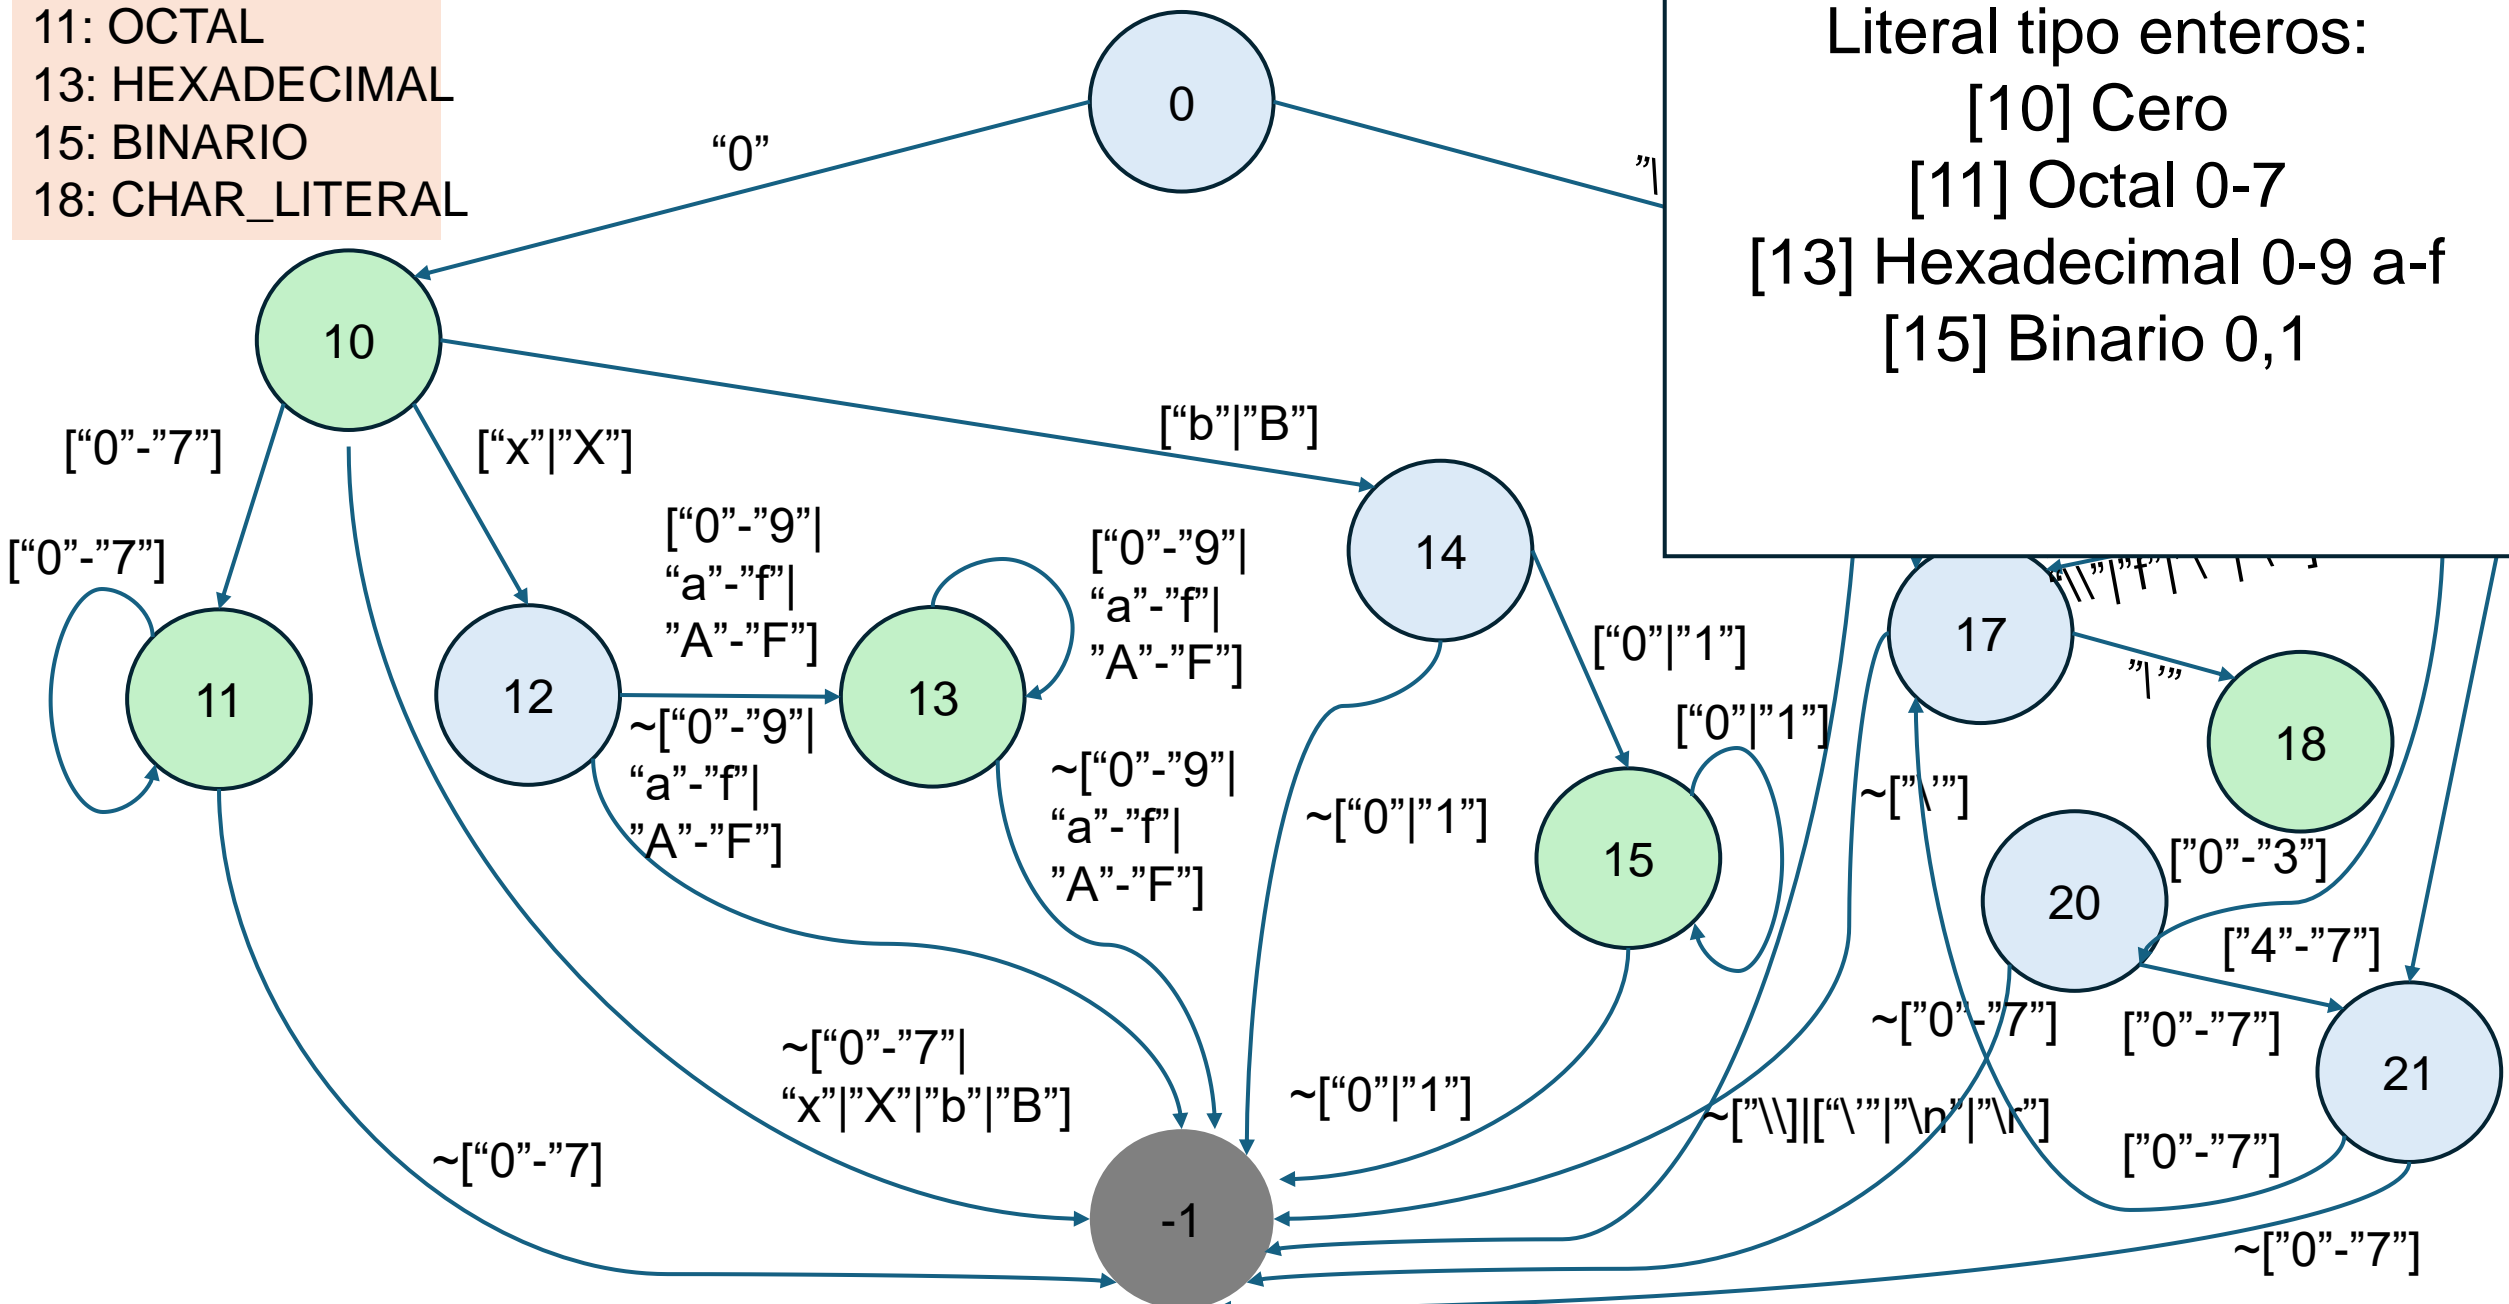 11: OCTAL
13: HEXADECIMAL
15: BINARIO
18: CHAR_LITERAL
Literal tipo enteros:
[10] Cero
[11] Octal 0-7
[13] Hexadecimal 0-9 a-f
[15] Binario 0,1
0
“0”
”\
10
[“0”-”7”]
[“x”|”X”]
[“b”|”B”]
[“0”-”7”]
11
12
[“0”-”9”|
“a”-”f”|
”A”-”F”]
~[“0”-”9”|
“a”-”f”|
”A”-”F”]
13
[“0”-”9”|
“a”-”f”|
”A”-”F”]
~[“0”-”9”|
“a”-”f”|
”A”-”F”]
14
[“0”|”1”]
~[“0”|”1”]
[“0”|”1”]
15
~[“0”|”1”]
17
”\’”
18
~[”\’”]
20
[”0”-”3”]
[”4”-”7”]
~[”0”-”7”]
[”0”-”7”]
21
~[”\\]|[“\’”|”\n”|”\r”]
[”0”-”7”]
~[”0”-”7”]
~[“0”-”7”|
“x”|”X”|”b”|”B”]
~[“0”-”7]
-1